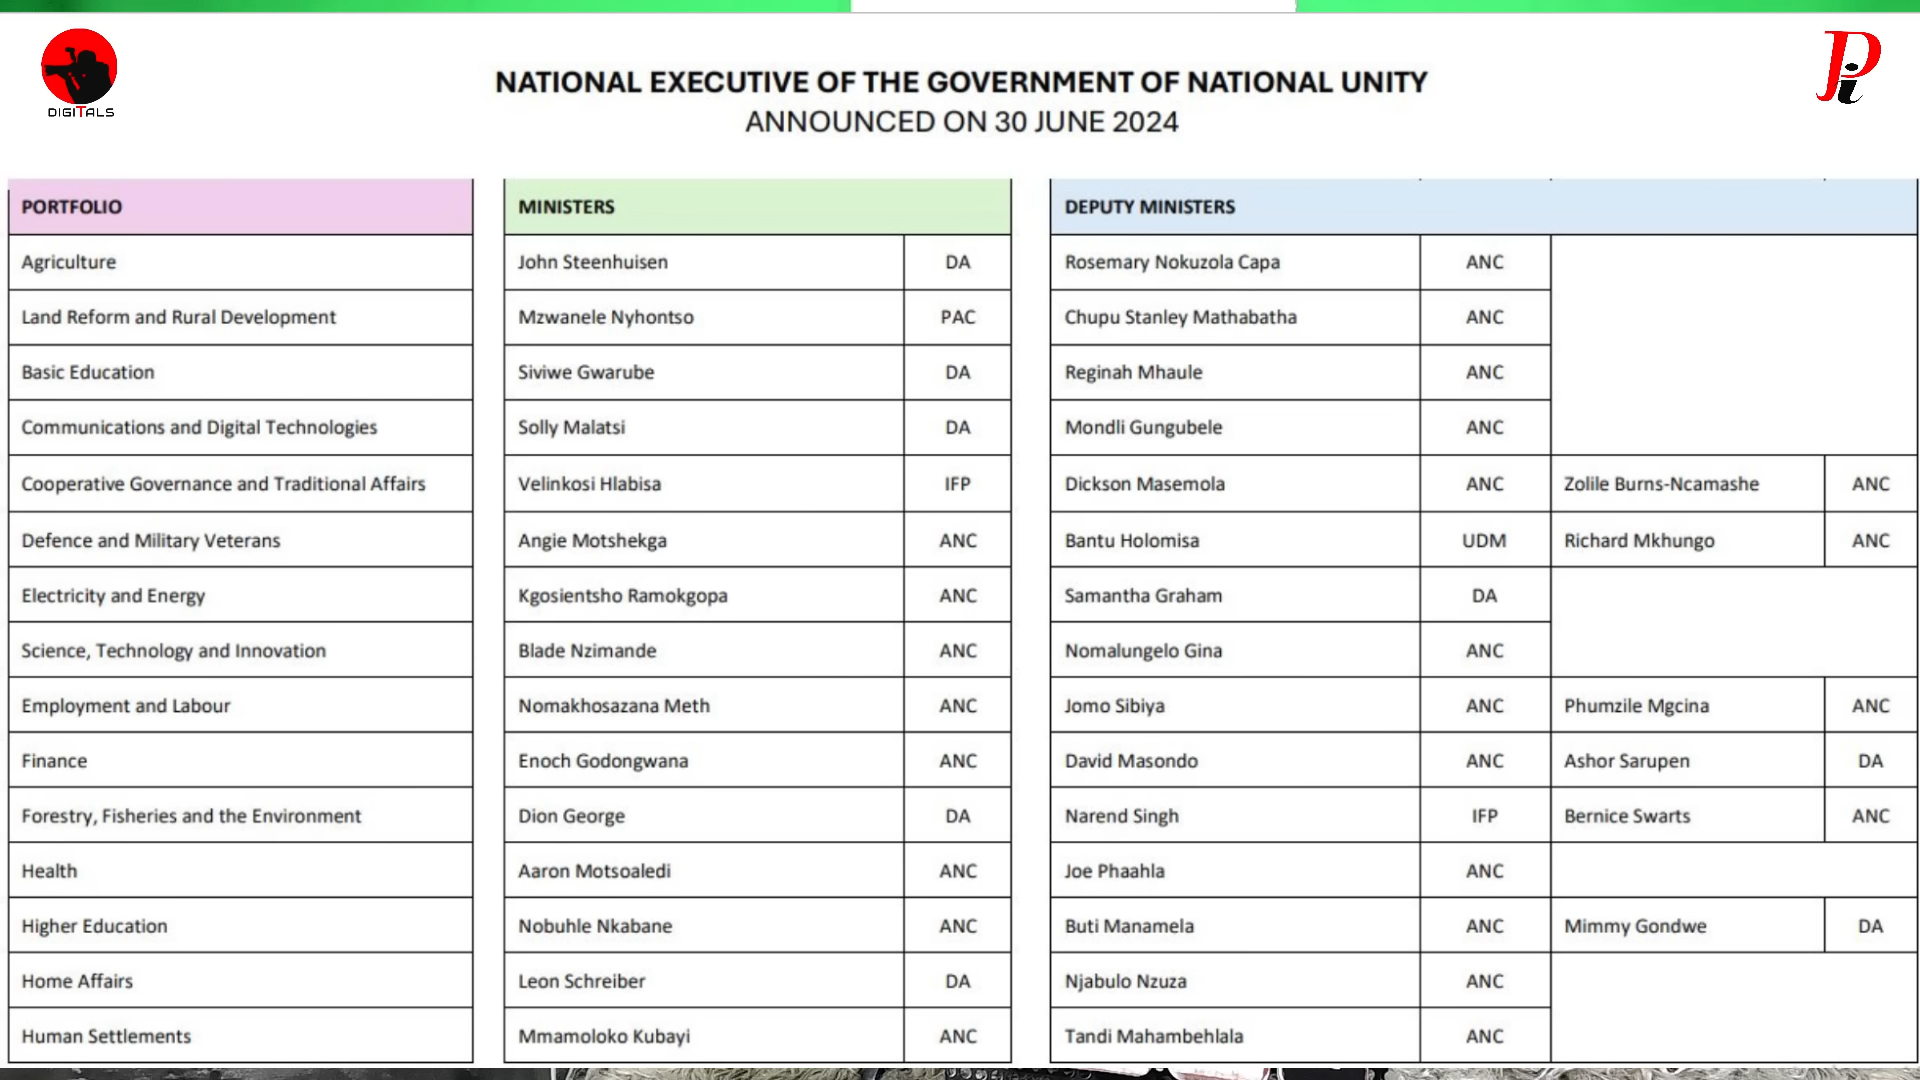 DIGITALS
Pi
NATIONAL EXECUTIVE OF THE GOVERNMENT OF NATIONAL UNITY
ANNOUNCED ON 30 JUNE 2024
PORTFOLIO MINISTERS DEPUTY MINISTERS
Agriculture John Steenhuisen DA Rosemary Nokuzola Capa ANC
Land Reform and Rural Development Mzwanele Nyhontso PAC Chupu Stanley Mathabatha ANC
Basic Education Siviwe Gwarube DA Reginah Mhaule ANC
Communications and Digital Technologies Solly Malatsi DA Mondli Gungubele ANC
Cooperative Governance and Traditional Affairs Velinkosi Hlabisa IFP Dickson Masemola ANC Zolile Burns-Ncamashe ANC
Defence and Military Veterans Angie Motshekga ANC Bantu Holomisa UDM Richard Mkhungo ANC
Electricity and Energy Kgosientsho Ramokgopa ANC Samantha Graham DA
Science, Technology and Innovation Blade Nzimande ANC Nomalungelo Gina ANC
Employment and Labour Nomakhosazana Meth ANC Jomo Sibiya ANC Phumzile Mgcina ANC
Finance Enoch Godongwana ANC David Masondo ANC Ashor Sarupen DA
Forestry, Fisheries and the Environment Dion George DA Narend Singh IFP Bernice Swarts ANC
Health Aaron Motsoaledi ANC Joe Phaahla ANC
Higher Education Nobuhle Nkabane ANC Buti Manamela ANC Mimmy Gondwe DA
Home Affairs Leon Schreiber DA Njabulo Nzuza ANC
Human Settlements Mmamoloko Kubayi ANC Tandi Mahambehlala ANC